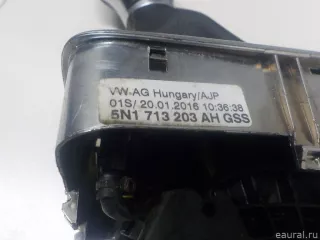 VW-AG Hungary/AJP
01S/ 20.01.2016 10:36:38
5N1 713 203 AH GSS
© eaural.ru